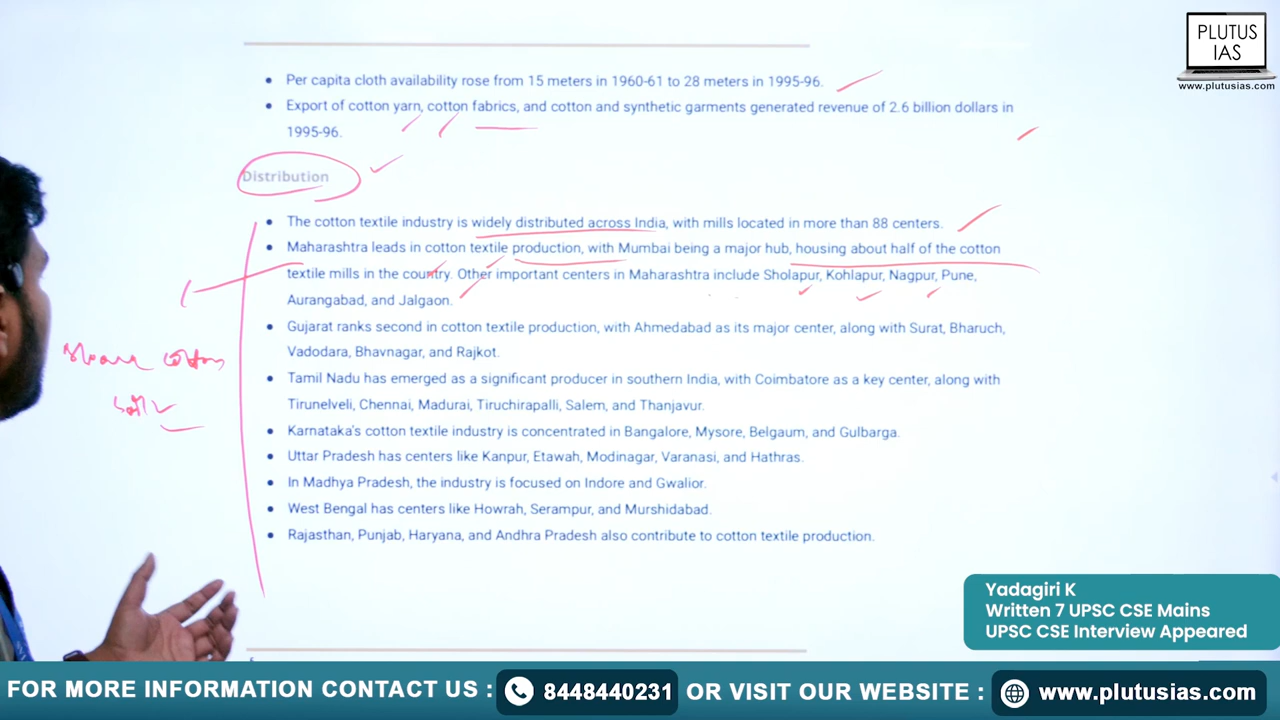 PLUTUS
IAS
www.plutusias.com
• Per capita cloth availability rose from 15 meters in 1960-61 to 28 meters in 1995-96.
• Export of cotton yarn, cotton fabrics, and cotton and synthetic garments generated revenue of 2.6 billion dollars in
1995-96.
Distribution
• The cotton textile industry is widely distributed across India, with mills located in more than 88 centers.
• Maharashtra leads in cotton textile production, with Mumbai being a major hub, housing about half of the cotton
textile mills in the country. Other important centers in Maharashtra include Sholapur, Kohlapur, Nagpur, Pune,
Aurangabad, and Jalgaon.
• Gujarat ranks second in cotton textile production, with Ahmedabad as its major center, along with Surat, Bharuch,
Vadodara, Bhavnagar, and Rajkot.
• Tamil Nadu has emerged as a significant producer in southern India, with Coimbatore as a key center, along with
Tirunelveli, Chennai, Madurai, Tiruchirapalli, Salem, and Thanjavur.
• Karnataka's cotton textile industry is concentrated in Bangalore, Mysore, Belgaum, and Gulbarga.
• Uttar Pradesh has centers like Kanpur, Etawah, Modinagar, Varanasi, and Hathras.
• In Madhya Pradesh, the industry is focused on Indore and Gwalior.
• West Bengal has centers like Howrah, Serampur, and Murshidabad.
• Rajasthan, Punjab, Haryana, and Andhra Pradesh also contribute to cotton textile production.
cotton
soil
Yadagiri K
Written 7 UPSC CSE Mains
UPSC CSE Interview Appeared
FOR MORE INFORMATION CONTACT US : 8448440231 OR VISIT OUR WEBSITE : www.plutusias.com